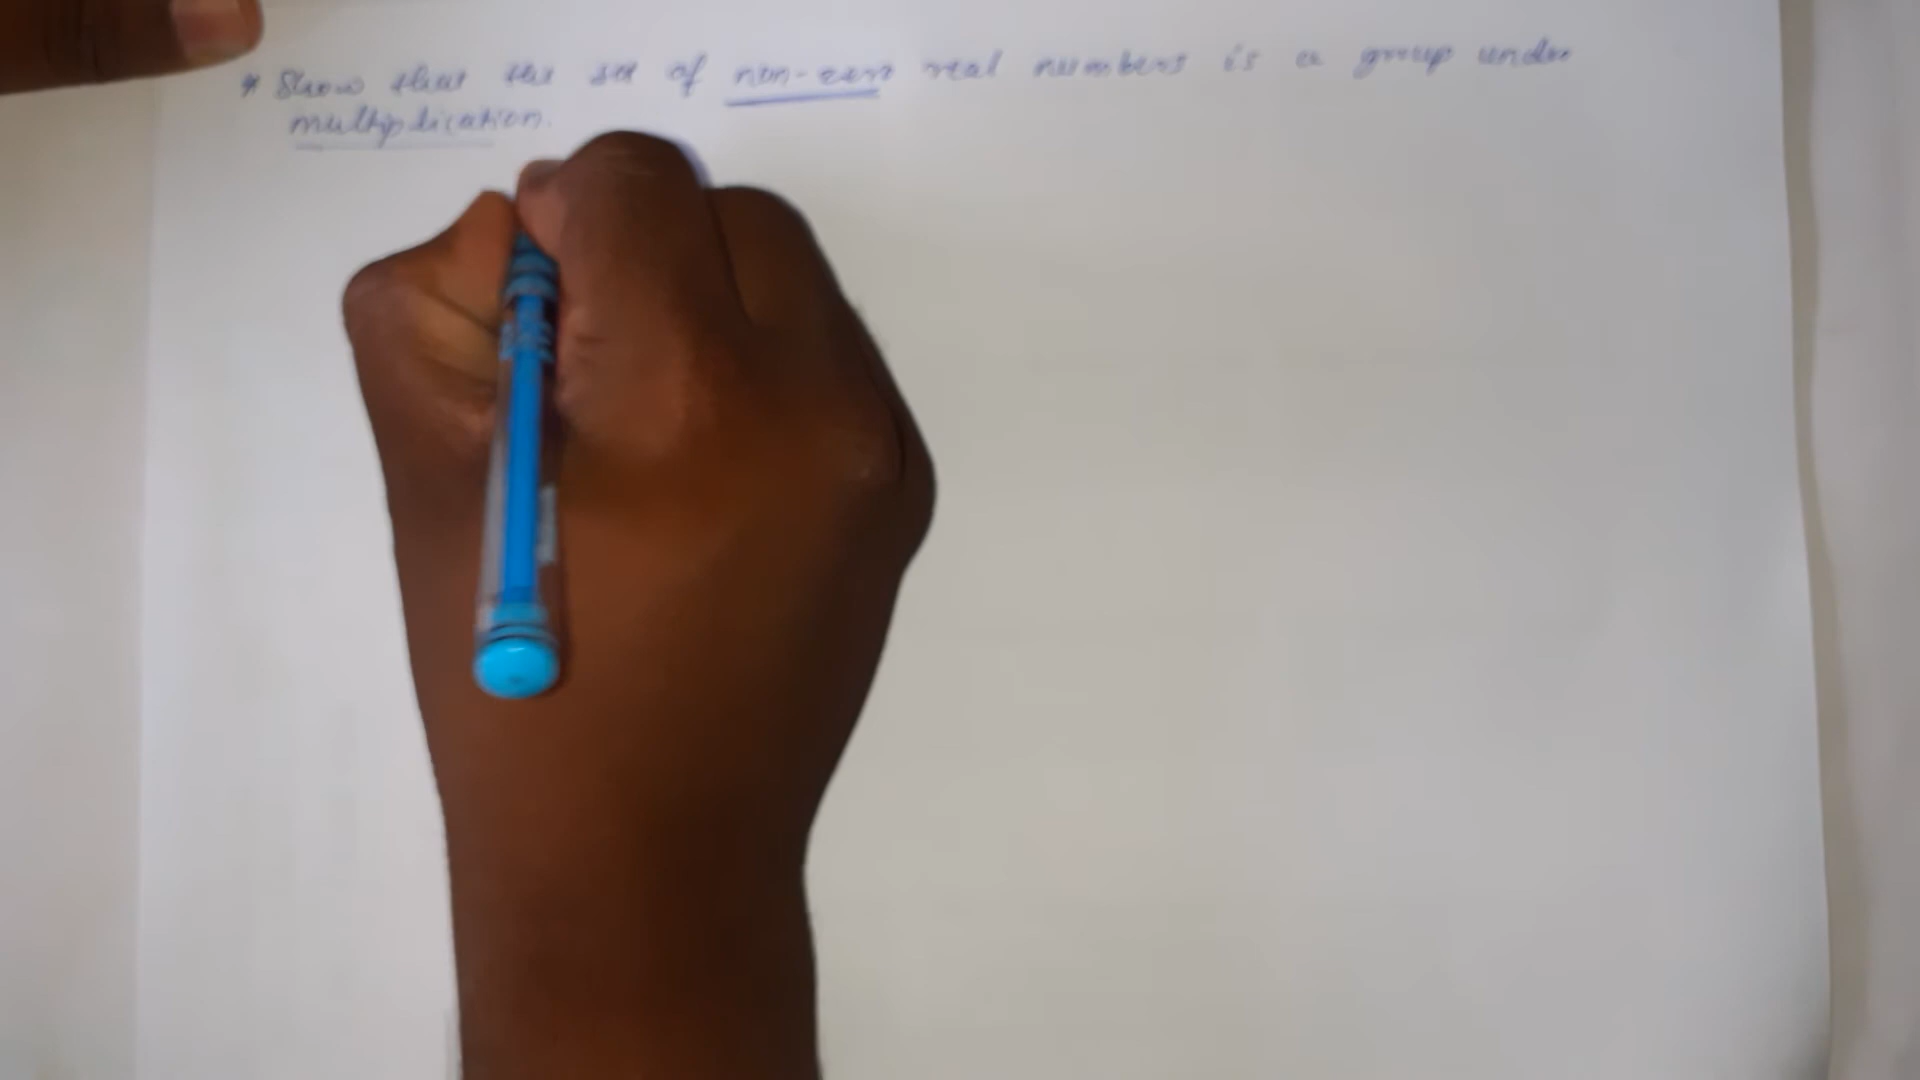 * Show that the set of non-zero real numbers is a group under
multiplication.